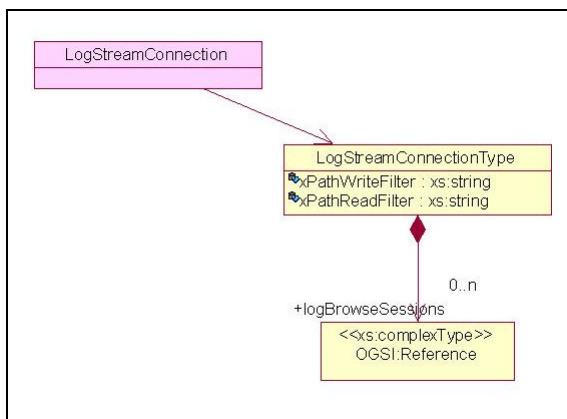 LogStreamConnection
LogStreamConnectionType
xPathWriteFilter : xs:string
xPathReadFilter : xs:string
0..n
+logBrowseSessions
<<xs:complexType>>
OGSI:Reference